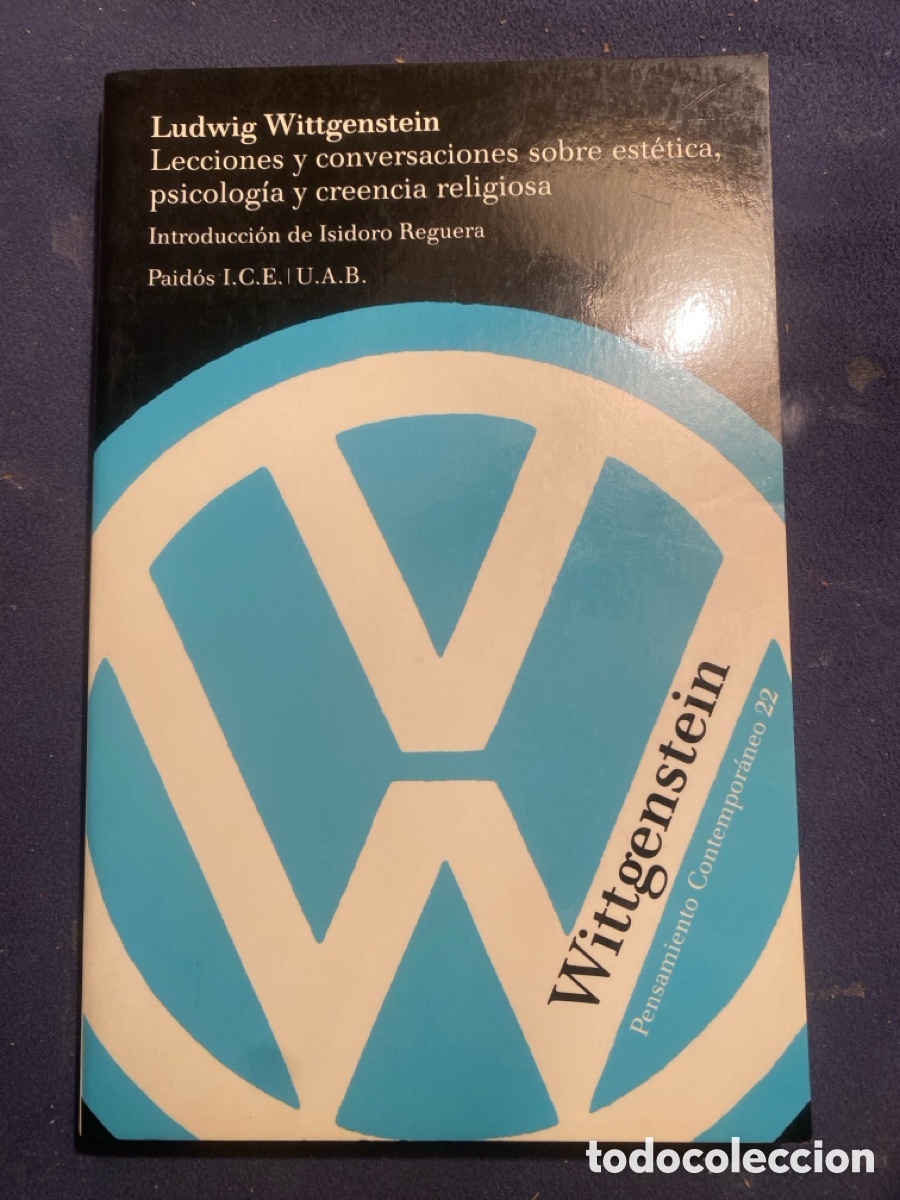 Ludwig Wittgenstein
Lecciones y conversaciones sobre estética,
psicología y creencia religiosa
Introducción de Isidoro Reguera
Paidós I.C.E. | U.A.B.
Wittgenstein
Pensamiento Contemporáneo 22
todocoleccion